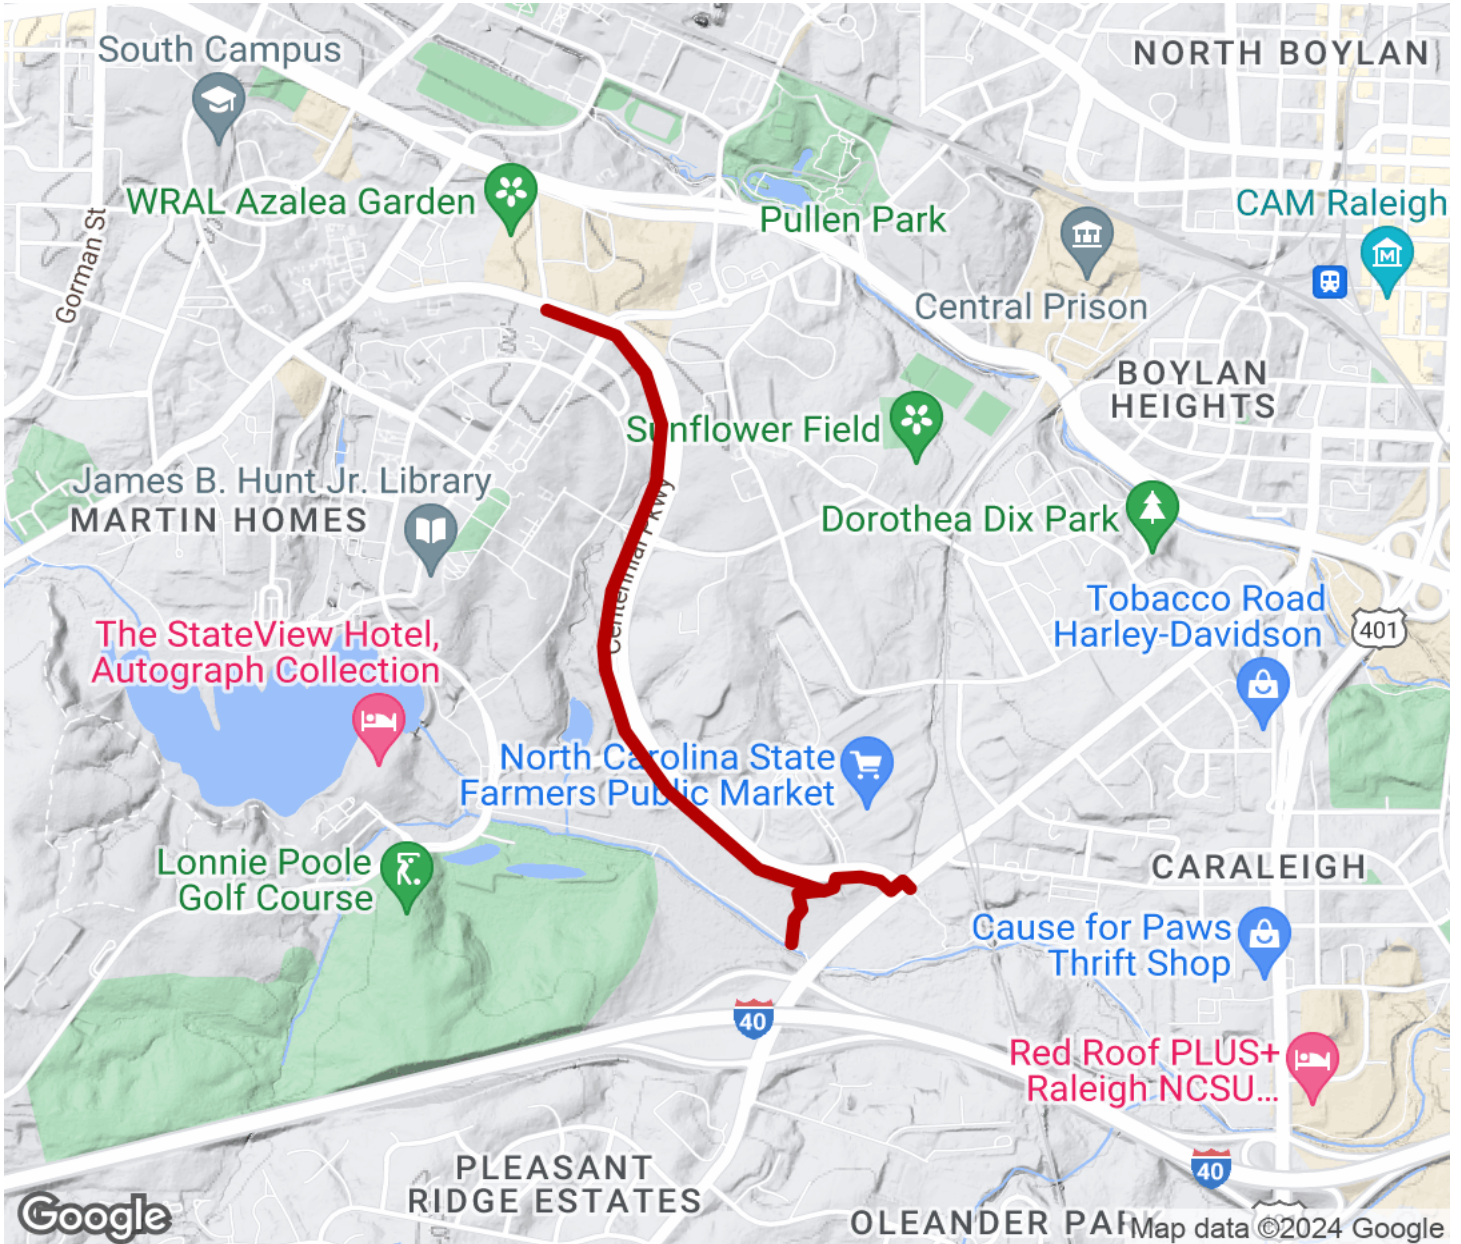 South Campus
NORTH BOYLAN
WRAL Azalea Garden
CAM Raleigh
M
Pullen Park
Gorman St
Central Prison
BOYLAN
HEIGHTS
Sunflower Field
James B. Hunt Jr. Library
MARTIN HOMES
Dorothea Dix Park
Centennial Pkwy
Tobacco Road
Harley-Davidson
401
The StateView Hotel,
Autograph Collection
North Carolina State
Farmers Public Market
Lonnie Poole
Golf Course
CARALEIGH
Cause for Paws
Thrift Shop
40
Red Roof PLUS+
Raleigh NCSU...
PLEASANT
RIDGE ESTATES
40
Google
OLEANDER PARK
Map data ©2024 Google